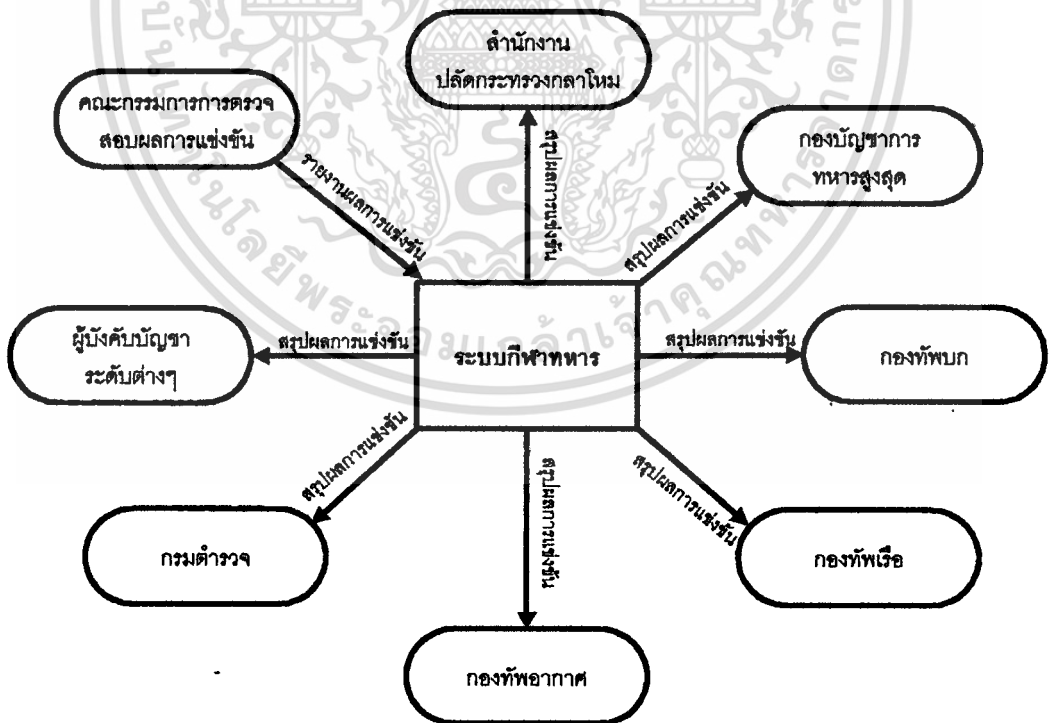 สำนักงาน
ปลัดกระทรวงกลาโหม
คณะกรรมการการตรวจ
สอบผลการแข่งขัน
กองบัญชาการ
ทหารสูงสุด
รายงานผลการแข่งขัน
สรุปผลการแข่งขัน
สรุปผลการแข่งขัน
ผู้บังคับบัญชา
ระดับต่างๆ
สรุปผลการแข่งขัน
ระบบกีฬาทหาร
สรุปผลการแข่งขัน
กองทัพบก
สรุปผลการแข่งขัน
สรุปผลการแข่งขัน
สรุปผลการแข่งขัน
กรมตำรวจ
กองทัพเรือ
กองทัพอากาศ